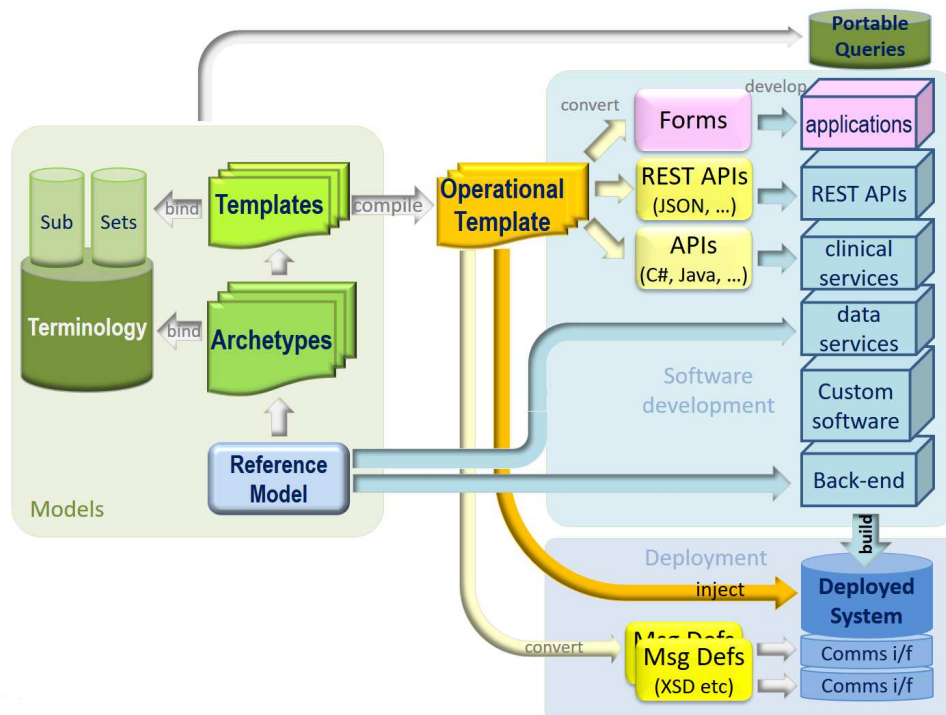 Portable
Queries
develop
convert
Forms
applications
Sub
Sets
bind
Templates
compile
Operational
Template
REST APIs
(JSON, ...)
REST APIs
APIs
(C#, Java, ...)
clinical
services
Terminology
bind
Archetypes
data
services
Software
development
Custom
software
Reference
Model
Back-end
Models
build
Deployment
inject
Deployed
System
convert
Msg Defs
Msg Defs
(XSD etc)
Comms i/f
Comms i/f